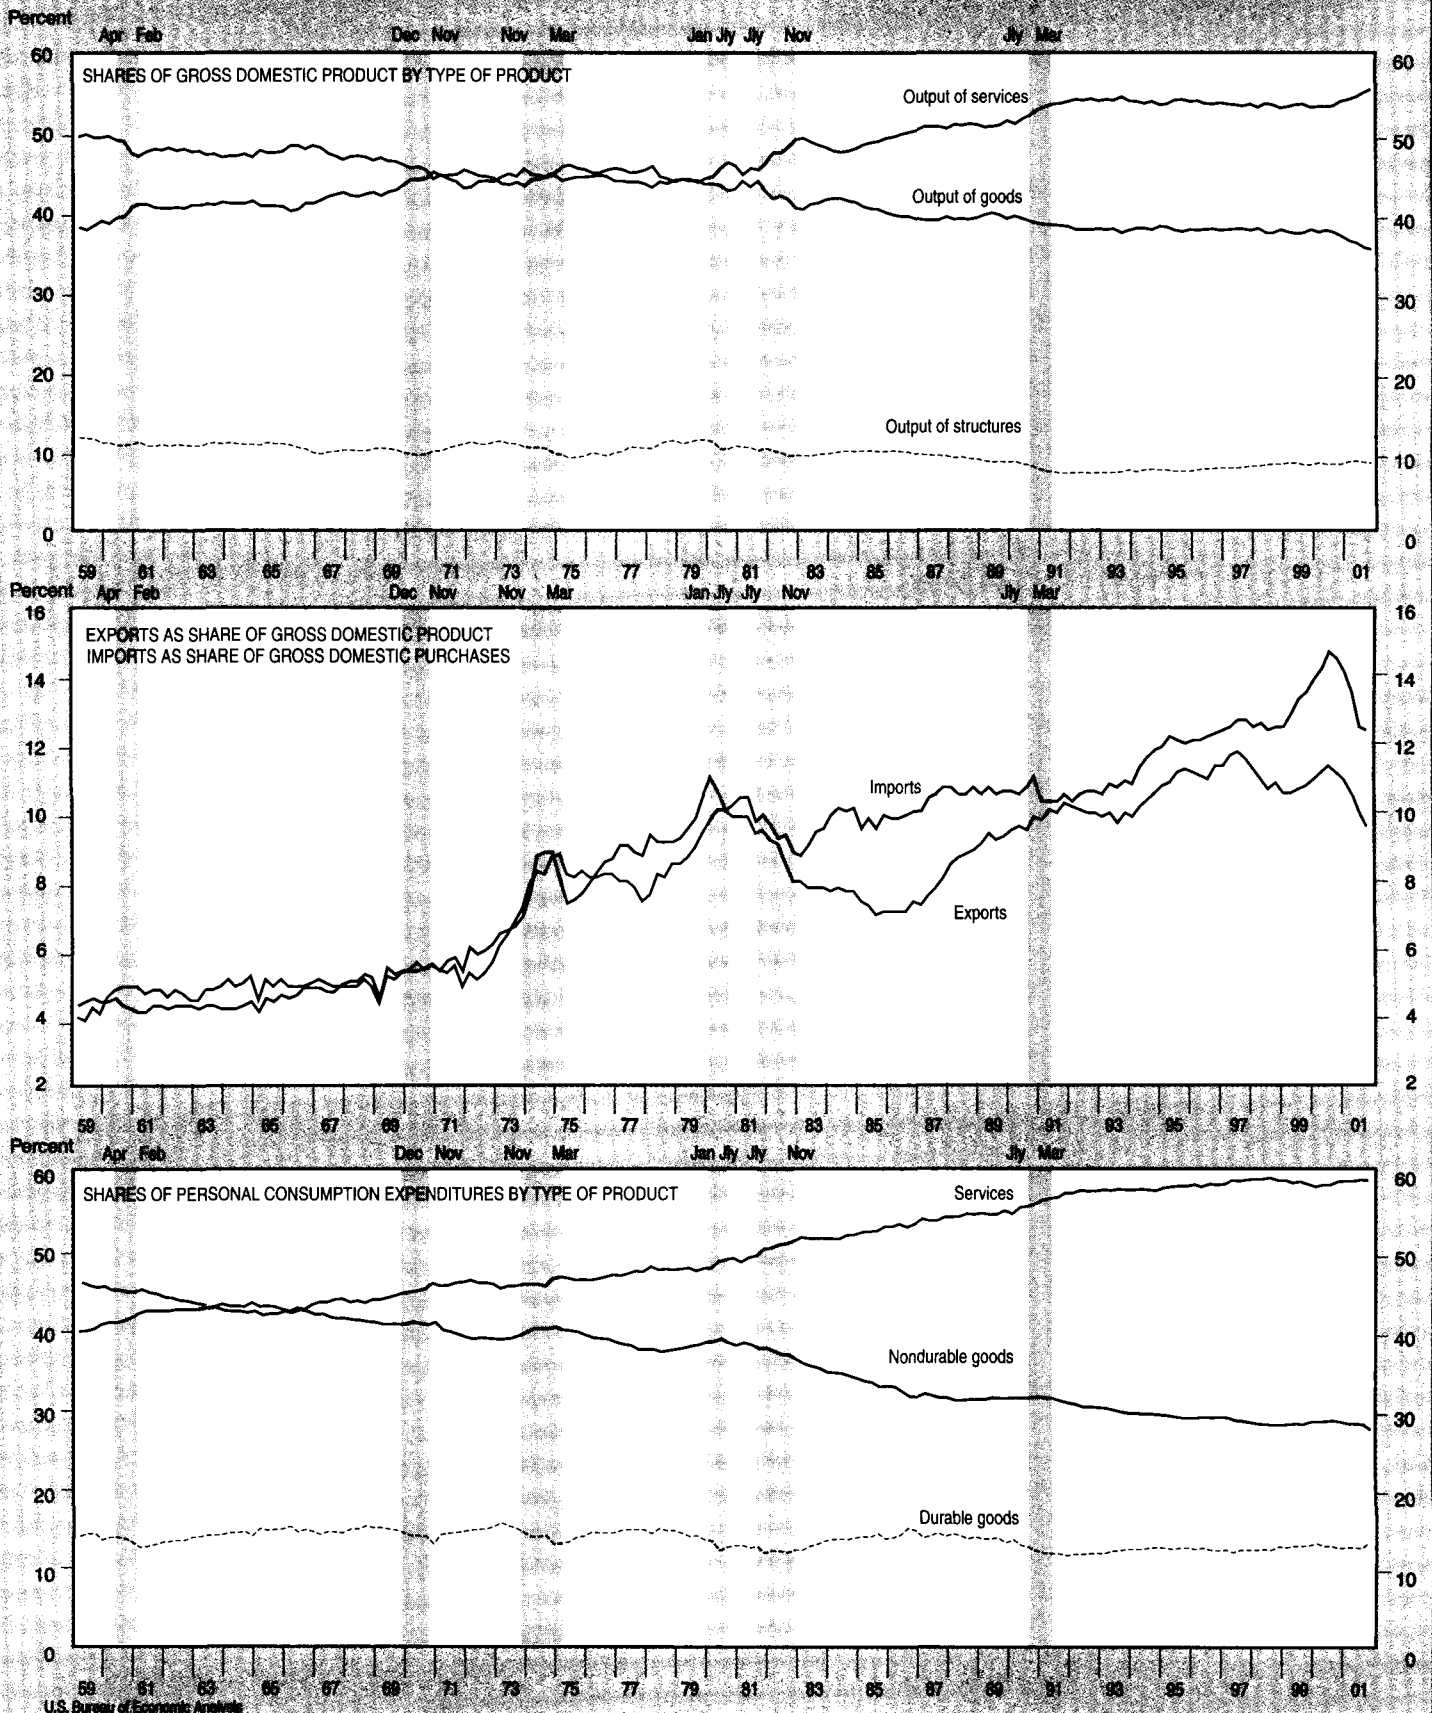 Percent
Apr Feb Dec Nov Nov Mar Jan Jly Jly Nov Jly Mar
60 60
SHARES OF GROSS DOMESTIC PRODUCT BY TYPE OF PRODUCT
Output of services
50 50
Output of goods
40 40
30 30
20 20
Output of structures
10 10
0 0
59 61 63 65 67 69 71 73 75 77 79 81 83 85 87 89 91 93 95 97 99 01
Percent
Apr Feb Dec Nov Nov Mar Jan Jly Jly Nov Jly Mar
16 16
EXPORTS AS SHARE OF GROSS DOMESTIC PRODUCT
IMPORTS AS SHARE OF GROSS DOMESTIC PURCHASES
14 14
12 12
Imports
10 10
8 8
Exports
6 6
4 4
2 2
59 61 63 65 67 69 71 73 75 77 79 81 83 85 87 89 91 93 95 97 99 01
Percent
Apr Feb Dec Nov Nov Mar Jan Jly Jly Nov Jly Mar
60 60
SHARES OF PERSONAL CONSUMPTION EXPENDITURES BY TYPE OF PRODUCT
Services
50 50
40 40
Nondurable goods
30 30
20 20
Durable goods
10 10
0 0
59 61 63 65 67 69 71 73 75 77 79 81 83 85 87 89 91 93 95 97 99 01
U.S. Bureau of Economic Analysis